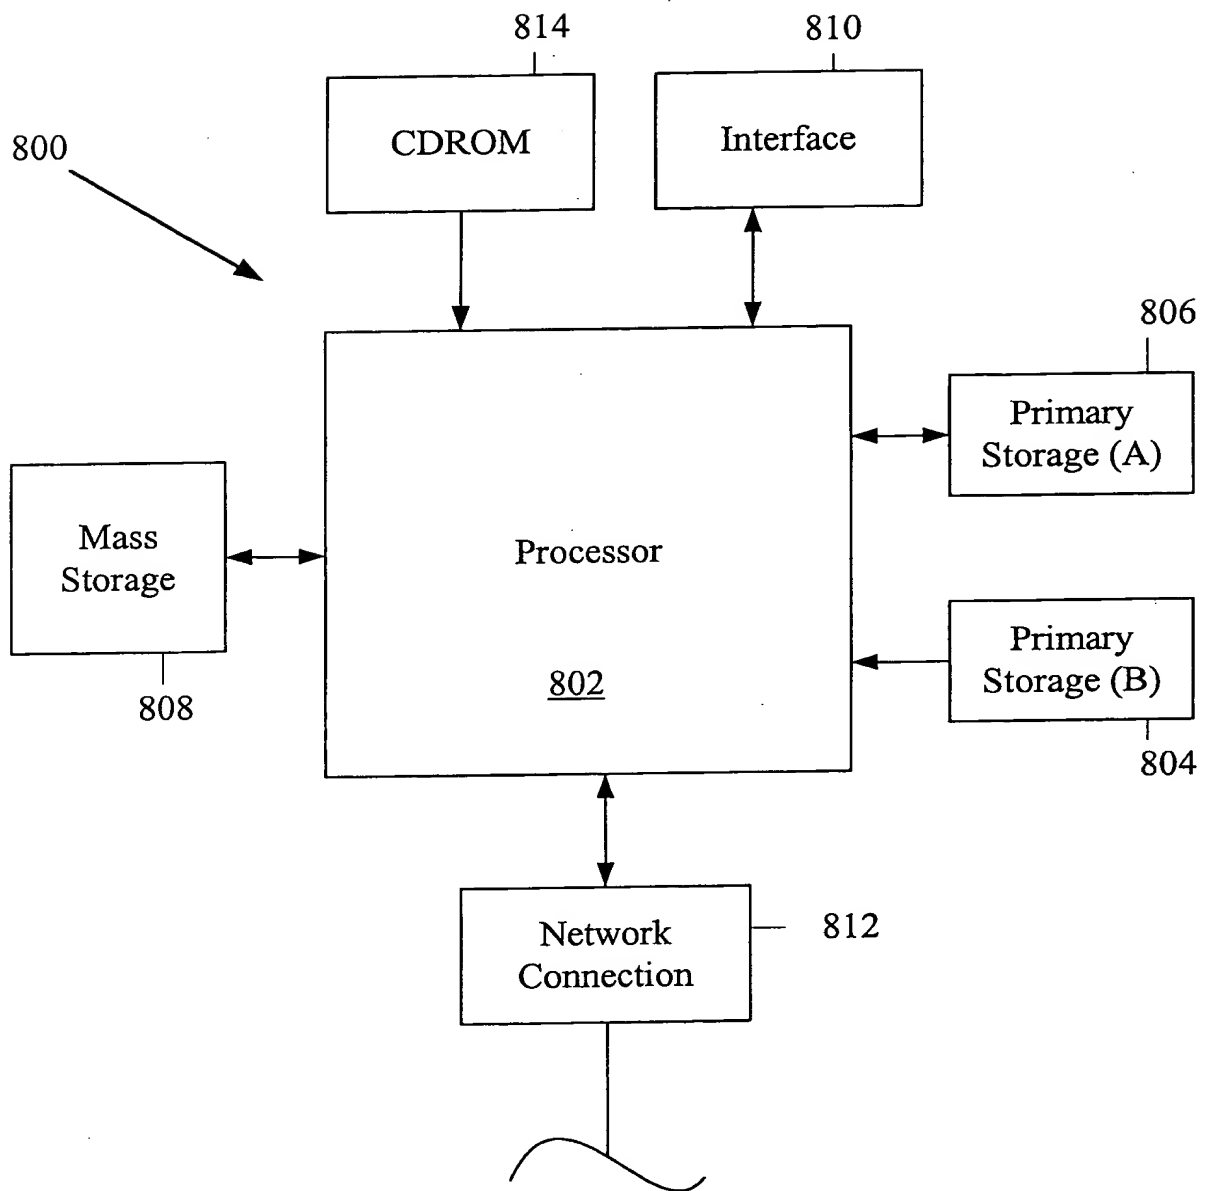 814
810
800
CDROM
Interface
806
Primary
Storage (A)
Mass
Storage
Processor
Primary
Storage (B)
802
808
804
Network
Connection
812